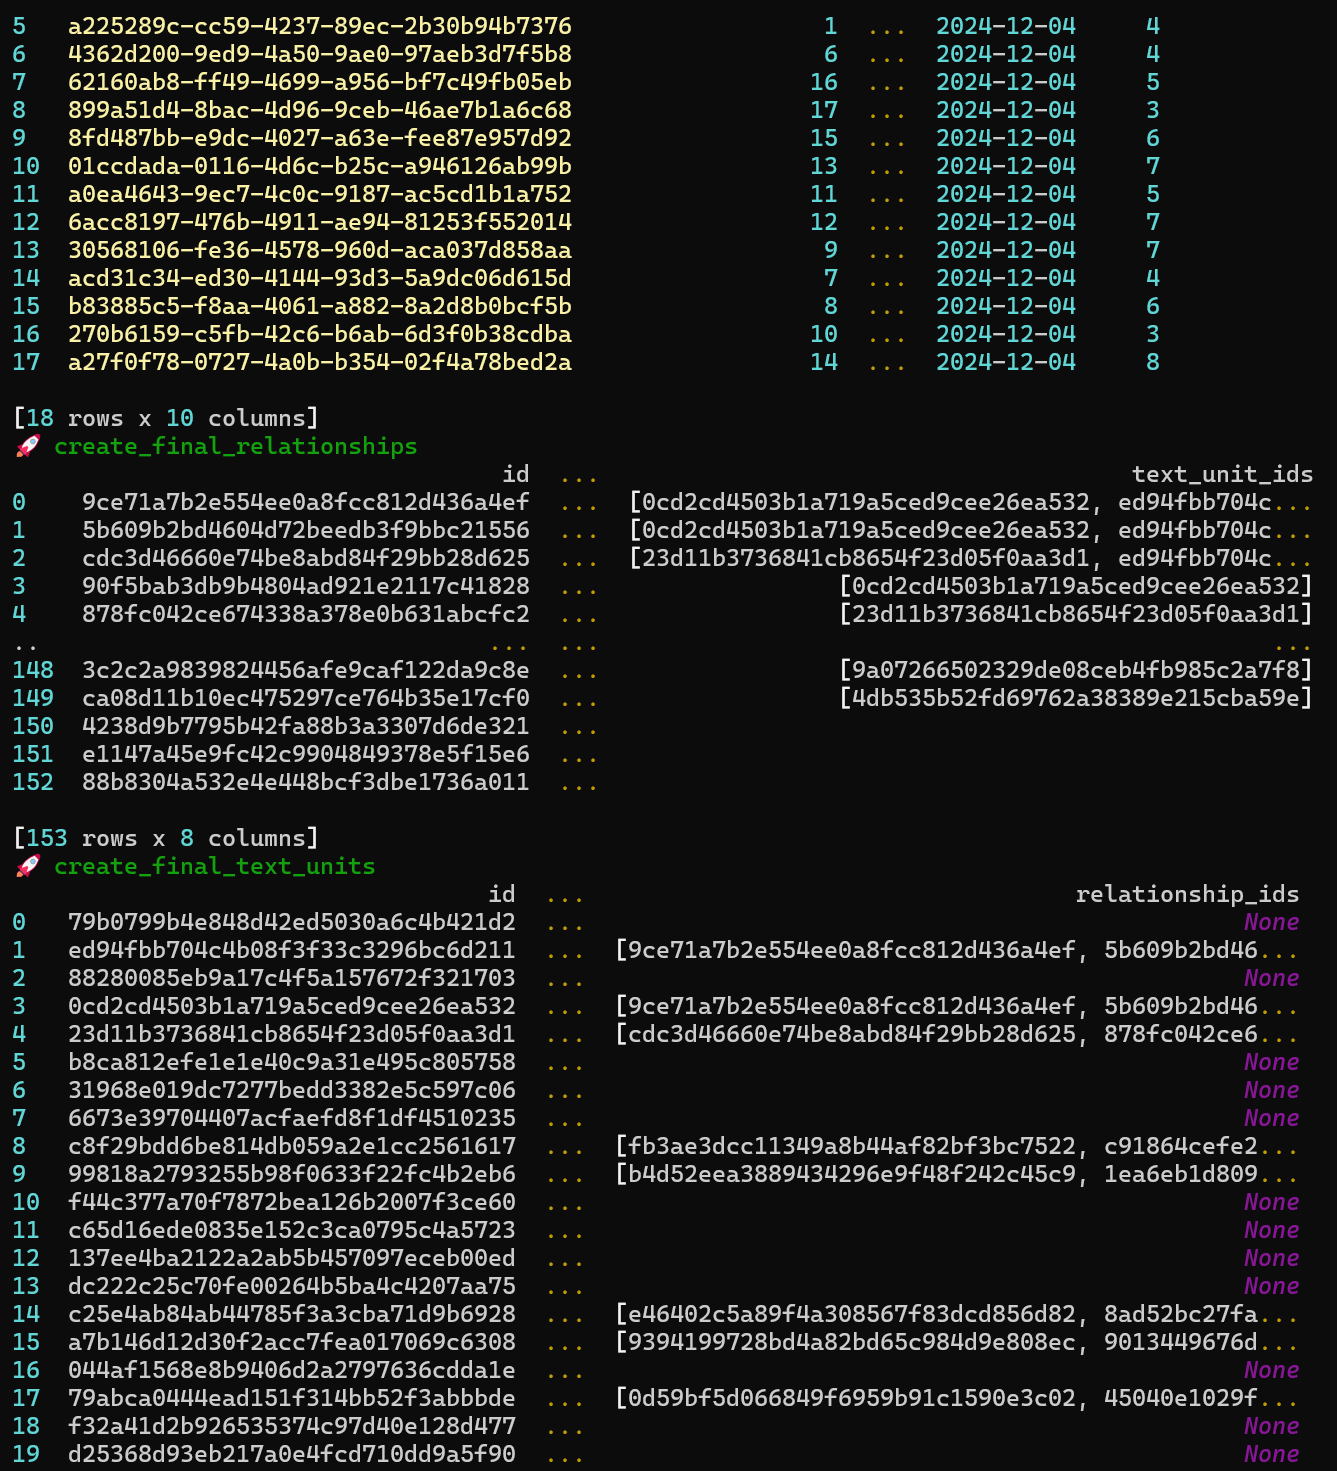 5   a225289c-cc59-4237-89ec-2b30b94b7376                 1  ...  2024-12-04     4
6   4362d200-9ed9-4a50-9ae0-97aeb3d7f5b8                 6  ...  2024-12-04     4
7   62160ab8-ff49-4699-a956-bf7c49fb05eb                16  ...  2024-12-04     5
8   899a51d4-8bac-4d96-9ceb-46ae7b1a6c68                17  ...  2024-12-04     3
9   8fd487bb-e9dc-4027-a63e-fee87e957d92                15  ...  2024-12-04     6
10  01ccdada-0116-4d6c-b25c-a946126ab99b                13  ...  2024-12-04     7
11  a0ea4643-9ec7-4c0c-9187-ac5cd1b1a752                11  ...  2024-12-04     5
12  6acc8197-476b-4911-ae94-81253f552014                12  ...  2024-12-04     7
13  30568106-fe36-4578-960d-aca037d858aa                 9  ...  2024-12-04     7
14  acd31c34-ed30-4144-93d3-5a9dc06d615d                 7  ...  2024-12-04     4
15  b83885c5-f8aa-4061-a882-8a2d8b0bcf5b                 8  ...  2024-12-04     6
16  270b6159-c5fb-42c6-b6ab-6d3f0b38cdba                10  ...  2024-12-04     3
17  a27f0f78-0727-4a0b-b354-02f4a78bed2a                14  ...  2024-12-04     8
[18 rows x 10 columns]
🚀 create_final_relationships
id  ...  text_unit_ids
0    9ce71a7b2e554ee0a8fcc812d436a4ef  ...  [0cd2cd4503b1a719a5ced9cee26ea532, ed94fbb704c...
1    5b609b2bd4604d72beedb3f9bbc21556  ...  [0cd2cd4503b1a719a5ced9cee26ea532, ed94fbb704c...
2    cdc3d46660e74be8abd84f29bb28d625  ...  [23d11b3736841cb8654f23d05f0aa3d1, ed94fbb704c...
3    90f5bab3db9b4804ad921e2117c41828  ...  [0cd2cd4503b1a719a5ced9cee26ea532]
4    878fc042ce674338a378e0b631abcfc2  ...  [23d11b3736841cb8654f23d05f0aa3d1]
..  ...  ...  ...
148  3c2c2a9839824456afe9caf122da9c8e  ...  [9a07266502329de08ceb4fb985c2a7f8]
149  ca08d11b10ec475297ce764b35e17cf0  ...  [4db535b52fd69762a38389e215cba59e]
150  4238d9b7795b42fa88b3a3307d6de321  ...
151  e1147a45e9fc42c9904849378e5f15e6  ...
152  88b8304a532e4e448bcf3dbe1736a011  ...
[153 rows x 8 columns]
🚀 create_final_text_units
id  ...  relationship_ids
0   79b0799b4e848d42ed5030a6c4b421d2  ...  None
1   ed94fbb704c4b08f3f33c3296bc6d211  ...  [9ce71a7b2e554ee0a8fcc812d436a4ef, 5b609b2bd46...
2   88280085eb9a17c4f5a157672f321703  ...  None
3   0cd2cd4503b1a719a5ced9cee26ea532  ...  [9ce71a7b2e554ee0a8fcc812d436a4ef, 5b609b2bd46...
4   23d11b3736841cb8654f23d05f0aa3d1  ...  [cdc3d46660e74be8abd84f29bb28d625, 878fc042ce6...
5   b8ca812efe1e1e40c9a31e495c805758  ...  None
6   31968e019dc7277bedd3382e5c597c06  ...  None
7   6673e39704407acfaefd8f1df4510235  ...  None
8   c8f29bdd6be814db059a2e1cc2561617  ...  [fb3ae3dcc11349a8b44af82bf3bc7522, c91864cefe2...
9   99818a2793255b98f0633f22fc4b2eb6  ...  [b4d52eea3889434296e9f48f242c45c9, 1ea6eb1d809...
10  f44c377a70f7872bea126b2007f3ce60  ...  None
11  c65d16ede0835e152c3ca0795c4a5723  ...  None
12  137ee4ba2122a2ab5b457097eceb00ed  ...  None
13  dc222c25c70fe00264b5ba4c4207aa75  ...  None
14  c25e4ab84ab44785f3a3cba71d9b6928  ...  [e46402c5a89f4a308567f83dcd856d82, 8ad52bc27fa...
15  a7b146d12d30f2acc7fea017069c6308  ...  [9394199728bd4a82bd65c984d9e808ec, 9013449676d...
16  044af1568e8b9406d2a2797636cdda1e  ...  None
17  79abca0444ead151f314bb52f3abbbde  ...  [0d59bf5d066849f6959b91c1590e3c02, 45040e1029f...
18  f32a41d2b926535374c97d40e128d477  ...  None
19  d25368d93eb217a0e4fcd710dd9a5f90  ...  None